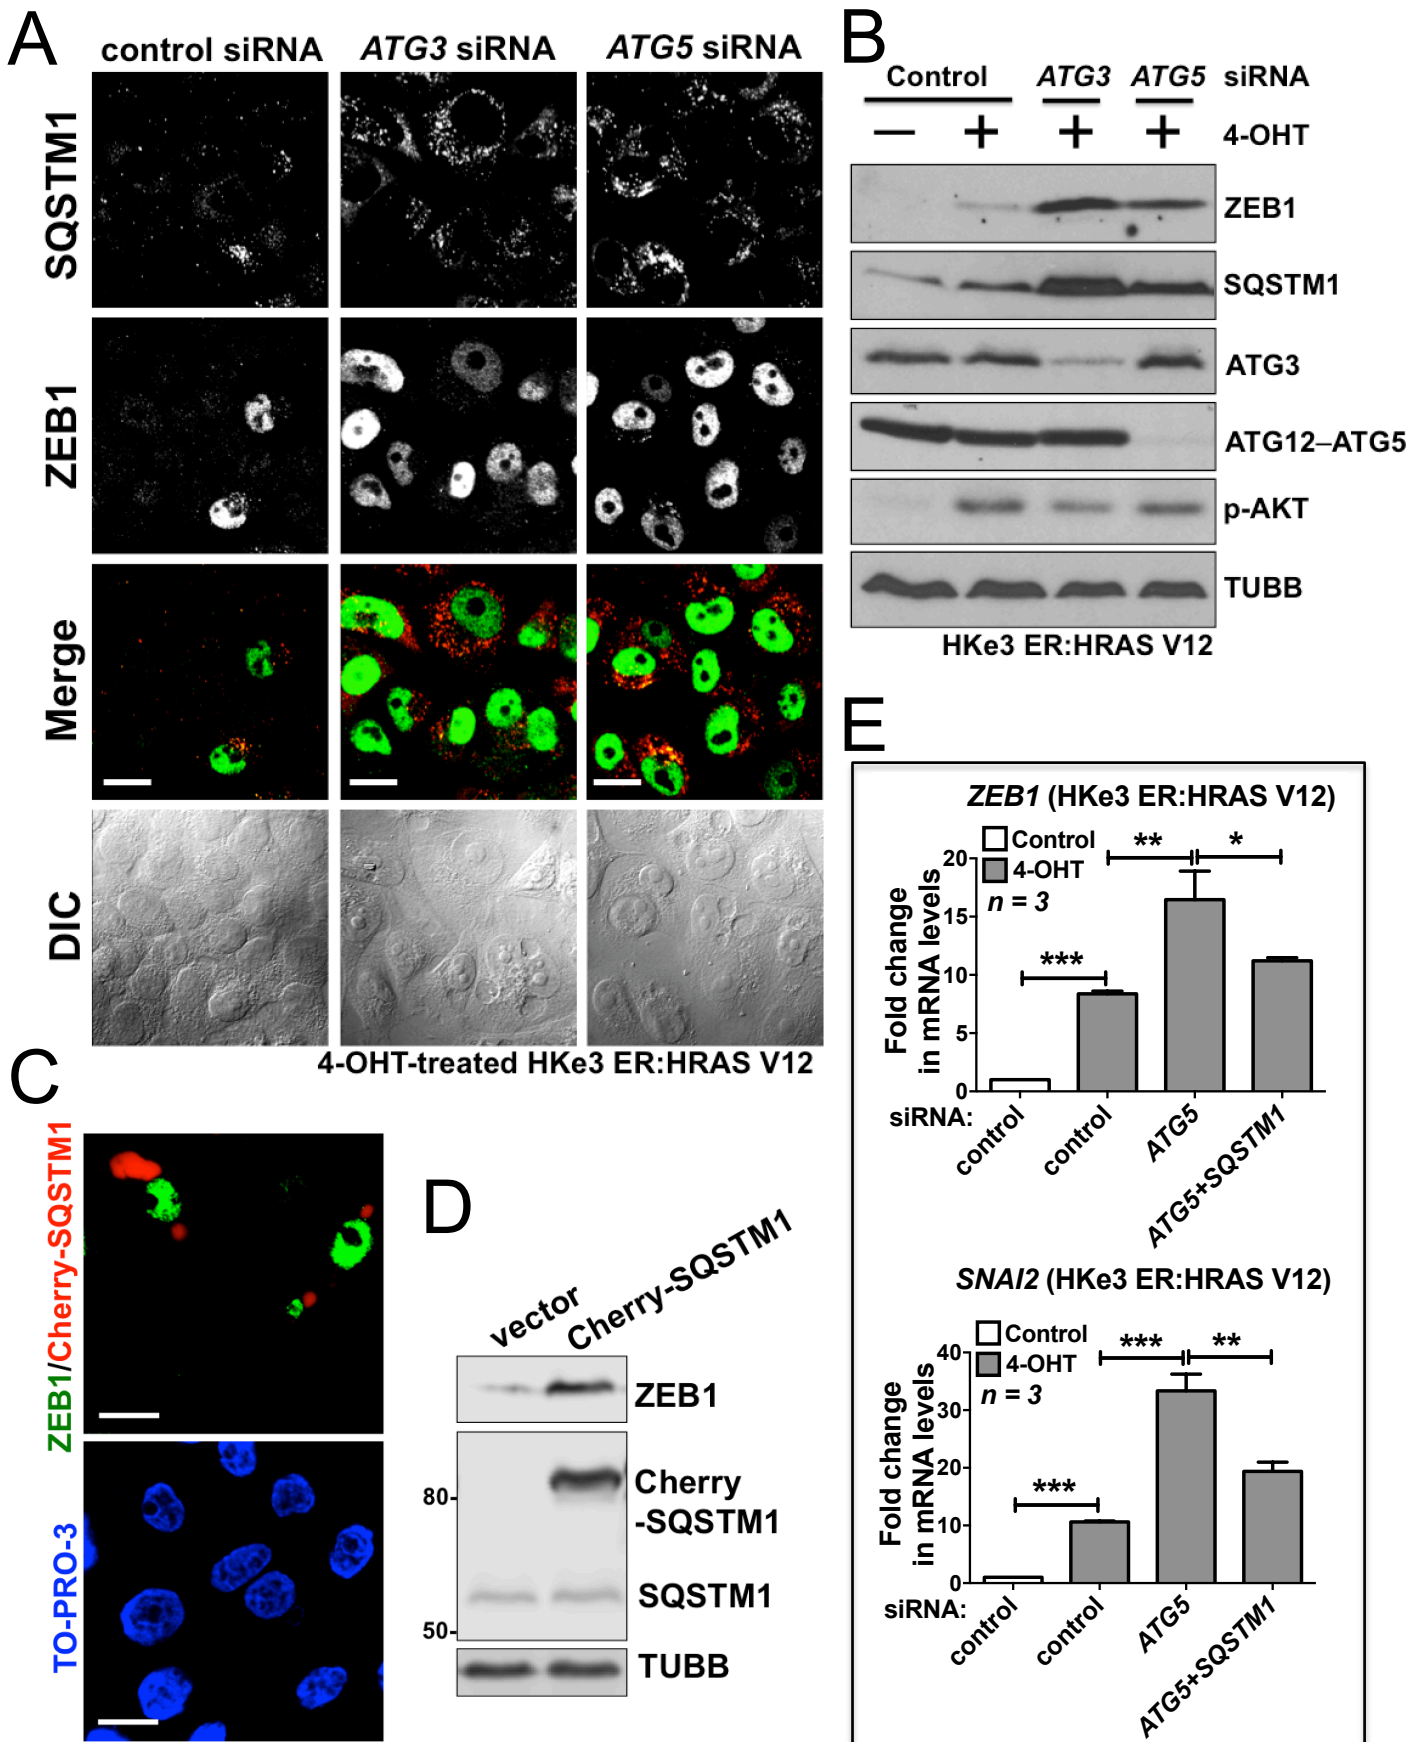 A
control siRNA
ATG3 siRNA
ATG5 siRNA
SQSTM1
ZEB1
Merge
DIC
4-OHT-treated HKe3 ER:HRAS V12
B
Control
ATG3
ATG5
siRNA
— + + + 4-OHT
ZEB1
SQSTM1
ATG3
ATG12–ATG5
p-AKT
TUBB
HKe3 ER:HRAS V12
C
ZEB1/Cherry-SQSTM1
TO-PRO-3
D
vector
Cherry-SQSTM1
ZEB1
Cherry
-SQSTM1
80
SQSTM1
50
TUBB
E
ZEB1 (HKe3 ER:HRAS V12)
Control
4-OHT
n = 3
Fold change
in mRNA levels
20
15
10
5
0
***
**
*
siRNA:
control
control
ATG5
ATG5+SQSTM1
SNAI2 (HKe3 ER:HRAS V12)
Control
4-OHT
n = 3
Fold change
in mRNA levels
40
30
20
10
0
***
***
**
siRNA:
control
control
ATG5
ATG5+SQSTM1